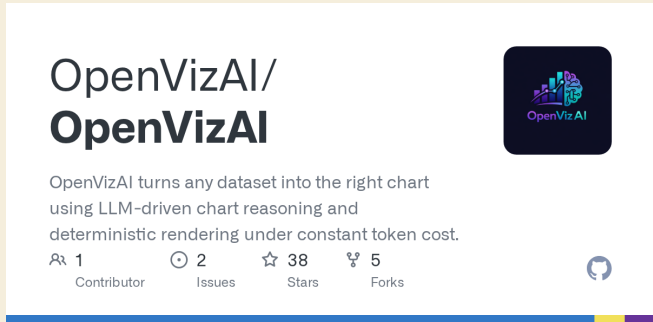 OpenVizAI/
OpenVizAI
OpenViz AI
OpenVizAI turns any dataset into the right chart
using LLM-driven chart reasoning and
deterministic rendering under constant token cost.
1
Contributor
2
Issues
38
Stars
5
Forks